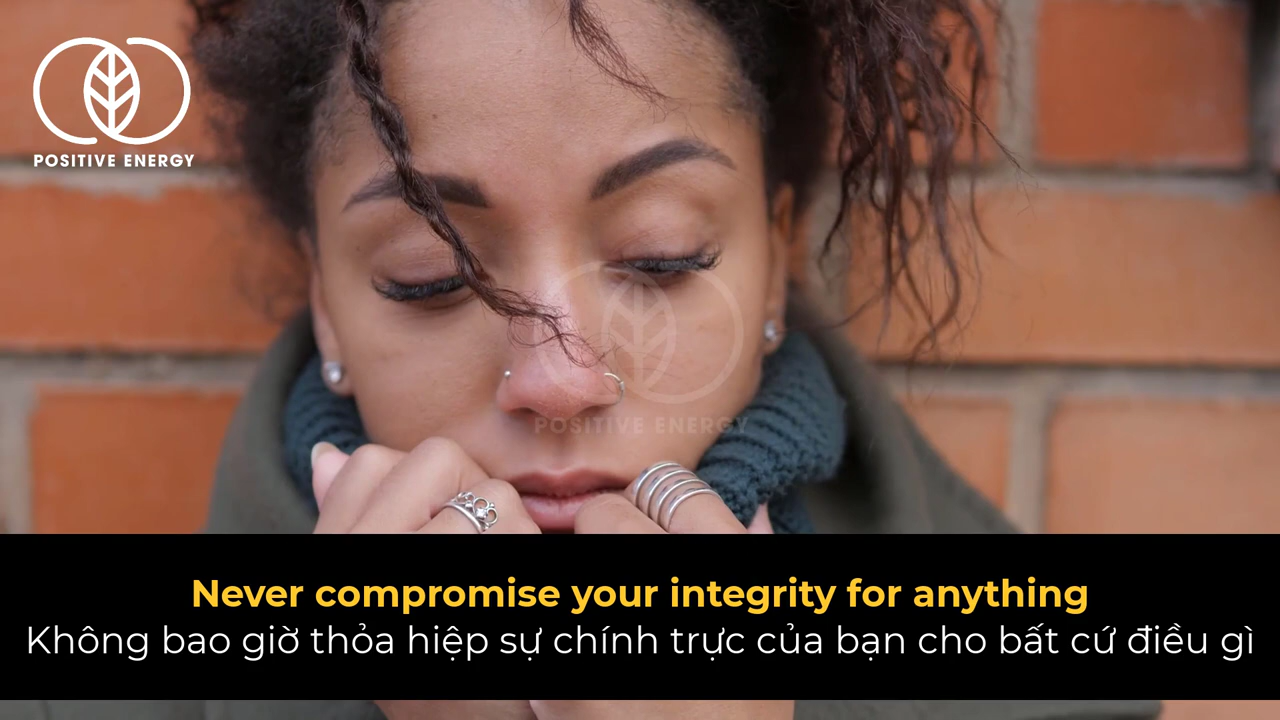 POSITIVE ENERGY
POSITIVE ENERGY
Never compromise your integrity for anything
Không bao giờ thỏa hiệp sự chính trực của bạn cho bất cứ điều gì